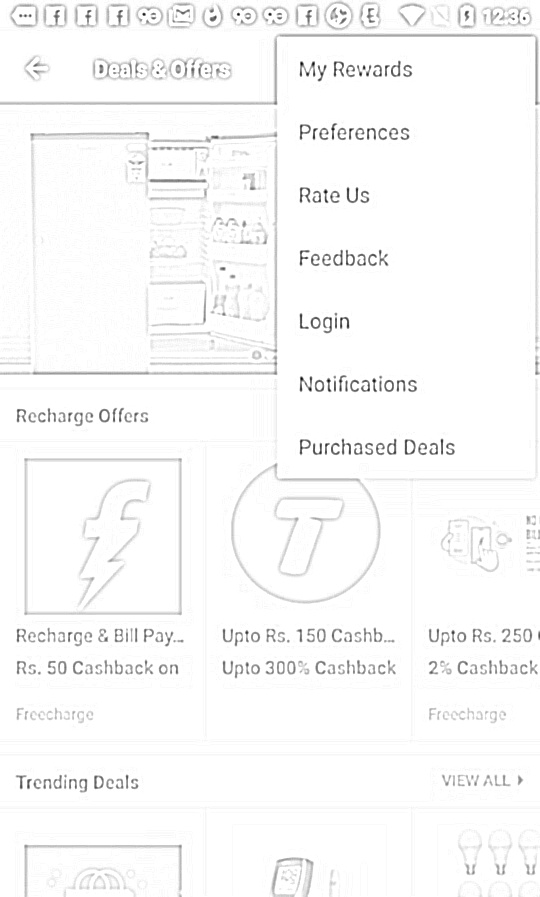 12:36
Deals & Offers
My Rewards
Preferences
Rate Us
Feedback
Login
Notifications
Purchased Deals
Recharge Offers
Recharge & Bill Pay...
Rs. 50 Cashback on
Freecharge
Upto Rs. 150 Cashb...
Upto 300% Cashback
Upto Rs. 250
2% Cashback
Freecharge
Trending Deals
VIEW ALL